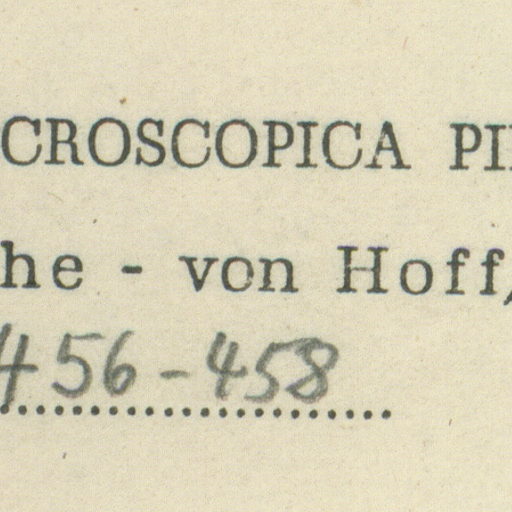 CROSCOPICA PI
he - von Hoff,
456-458